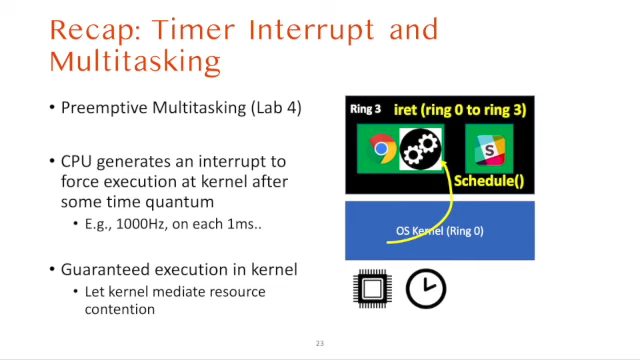 Recap: Timer Interrupt and
Multitasking
• Preemptive Multitasking (Lab 4)
• CPU generates an interrupt to
force execution at kernel after
some time quantum
• E.g., 1000Hz, on each 1ms..
• Guaranteed execution in kernel
• Let kernel mediate resource
contention
Ring 3
iret (ring 0 to ring 3)
S
Schedule()
OS Kernel (Ring 0)
23